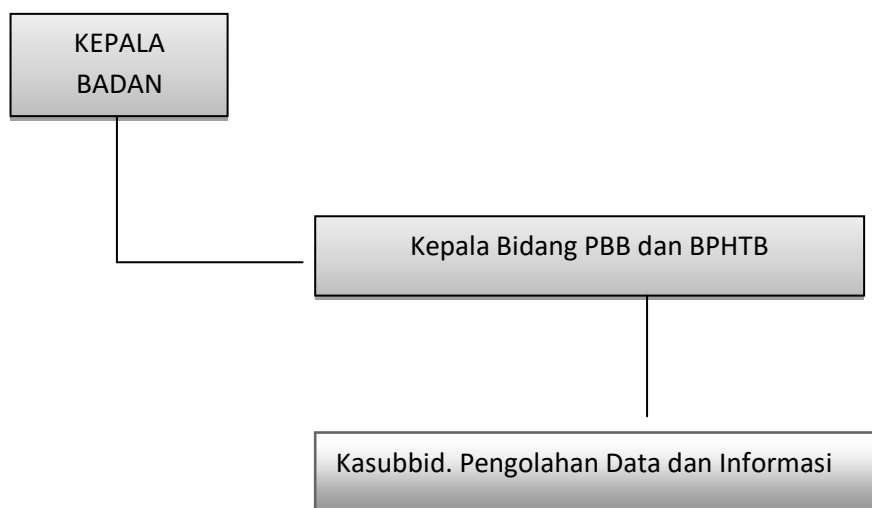 KEPALA
BADAN
Kepala Bidang PBB dan BPHTB
Kasubbid. Pengolahan Data dan Informasi